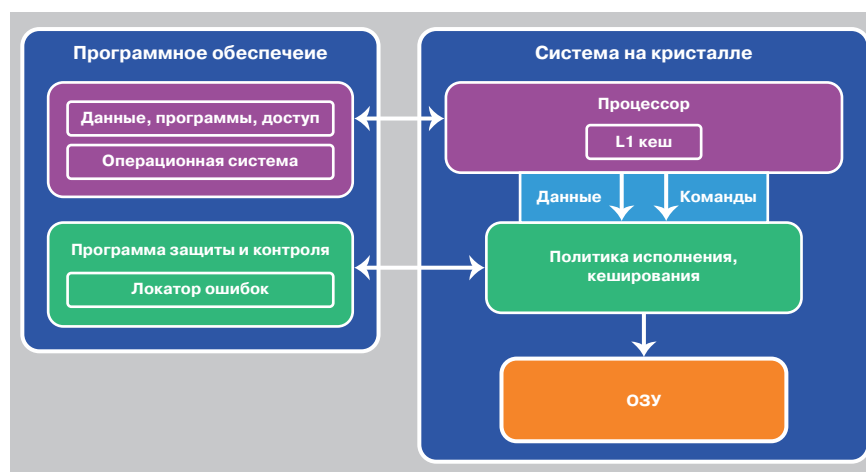 Программное обеспечеие
Данные, программы, доступ
Операционная система
Программа защиты и контроля
Локатор ошибок
Система на кристалле
Процессор
L1 кеш
Данные
Команды
Политика исполнения,
кеширования
ОЗУ